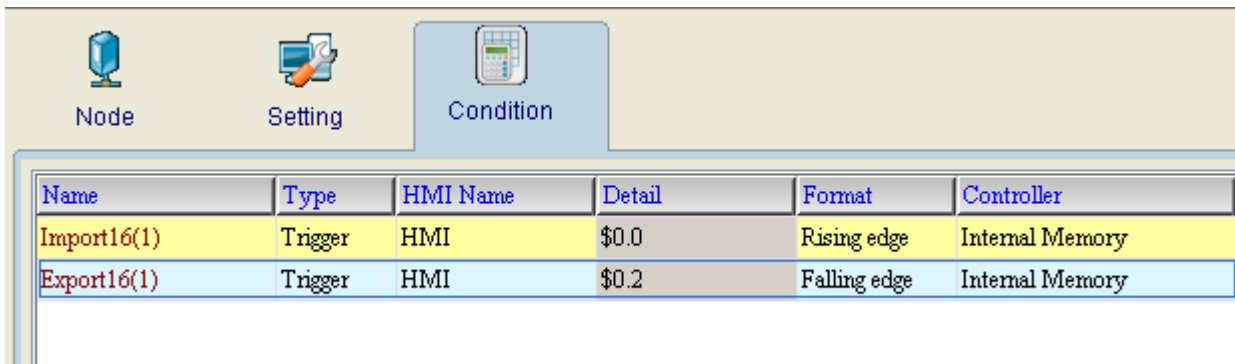 Node Setting Condition
Name Type HMI Name Detail Format Controller
Import16(1) Trigger HMI $0.0 Rising edge Internal Memory
Export16(1) Trigger HMI $0.2 Falling edge Internal Memory